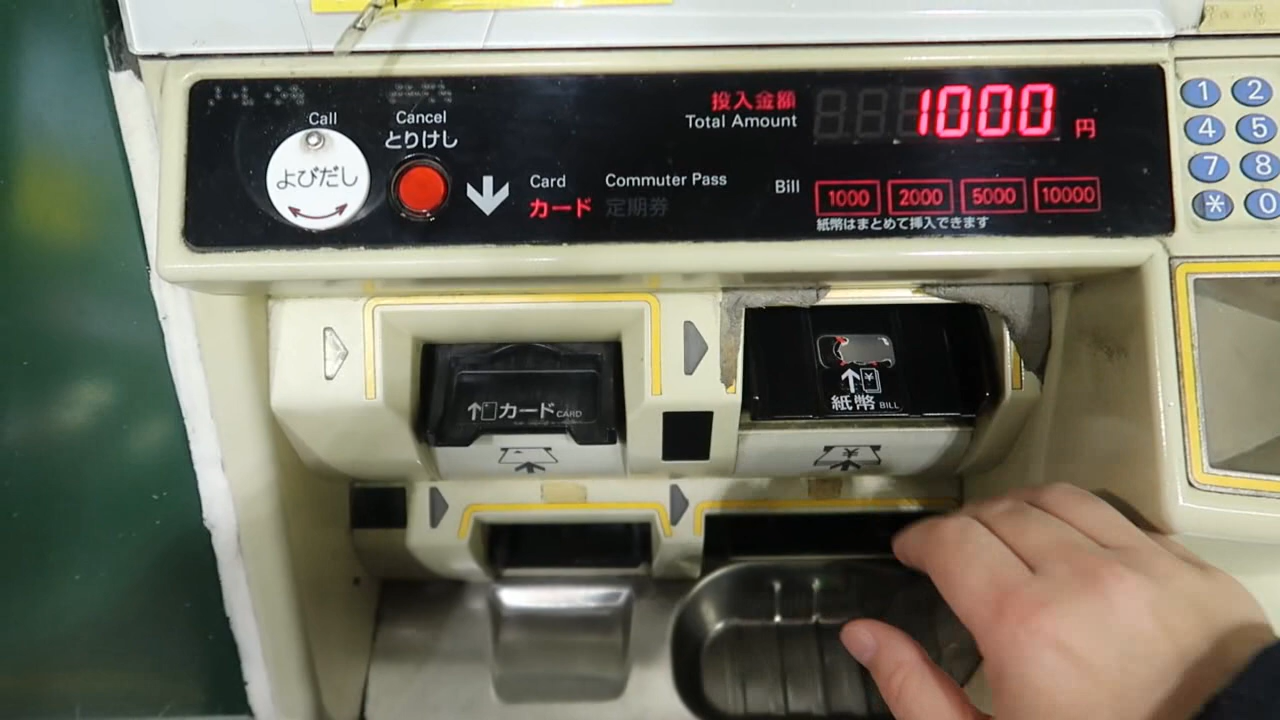 Call
よびだし
Cancel
とりけし
投入金額
Total Amount
1000 円
Card
カード
Commuter Pass
定期券
Bill
1000 2000 5000 10000
紙幣はまとめて挿入できます
1 2
4 5
7 8
* 0
カード CARD
¥
紙幣 BILL
¥